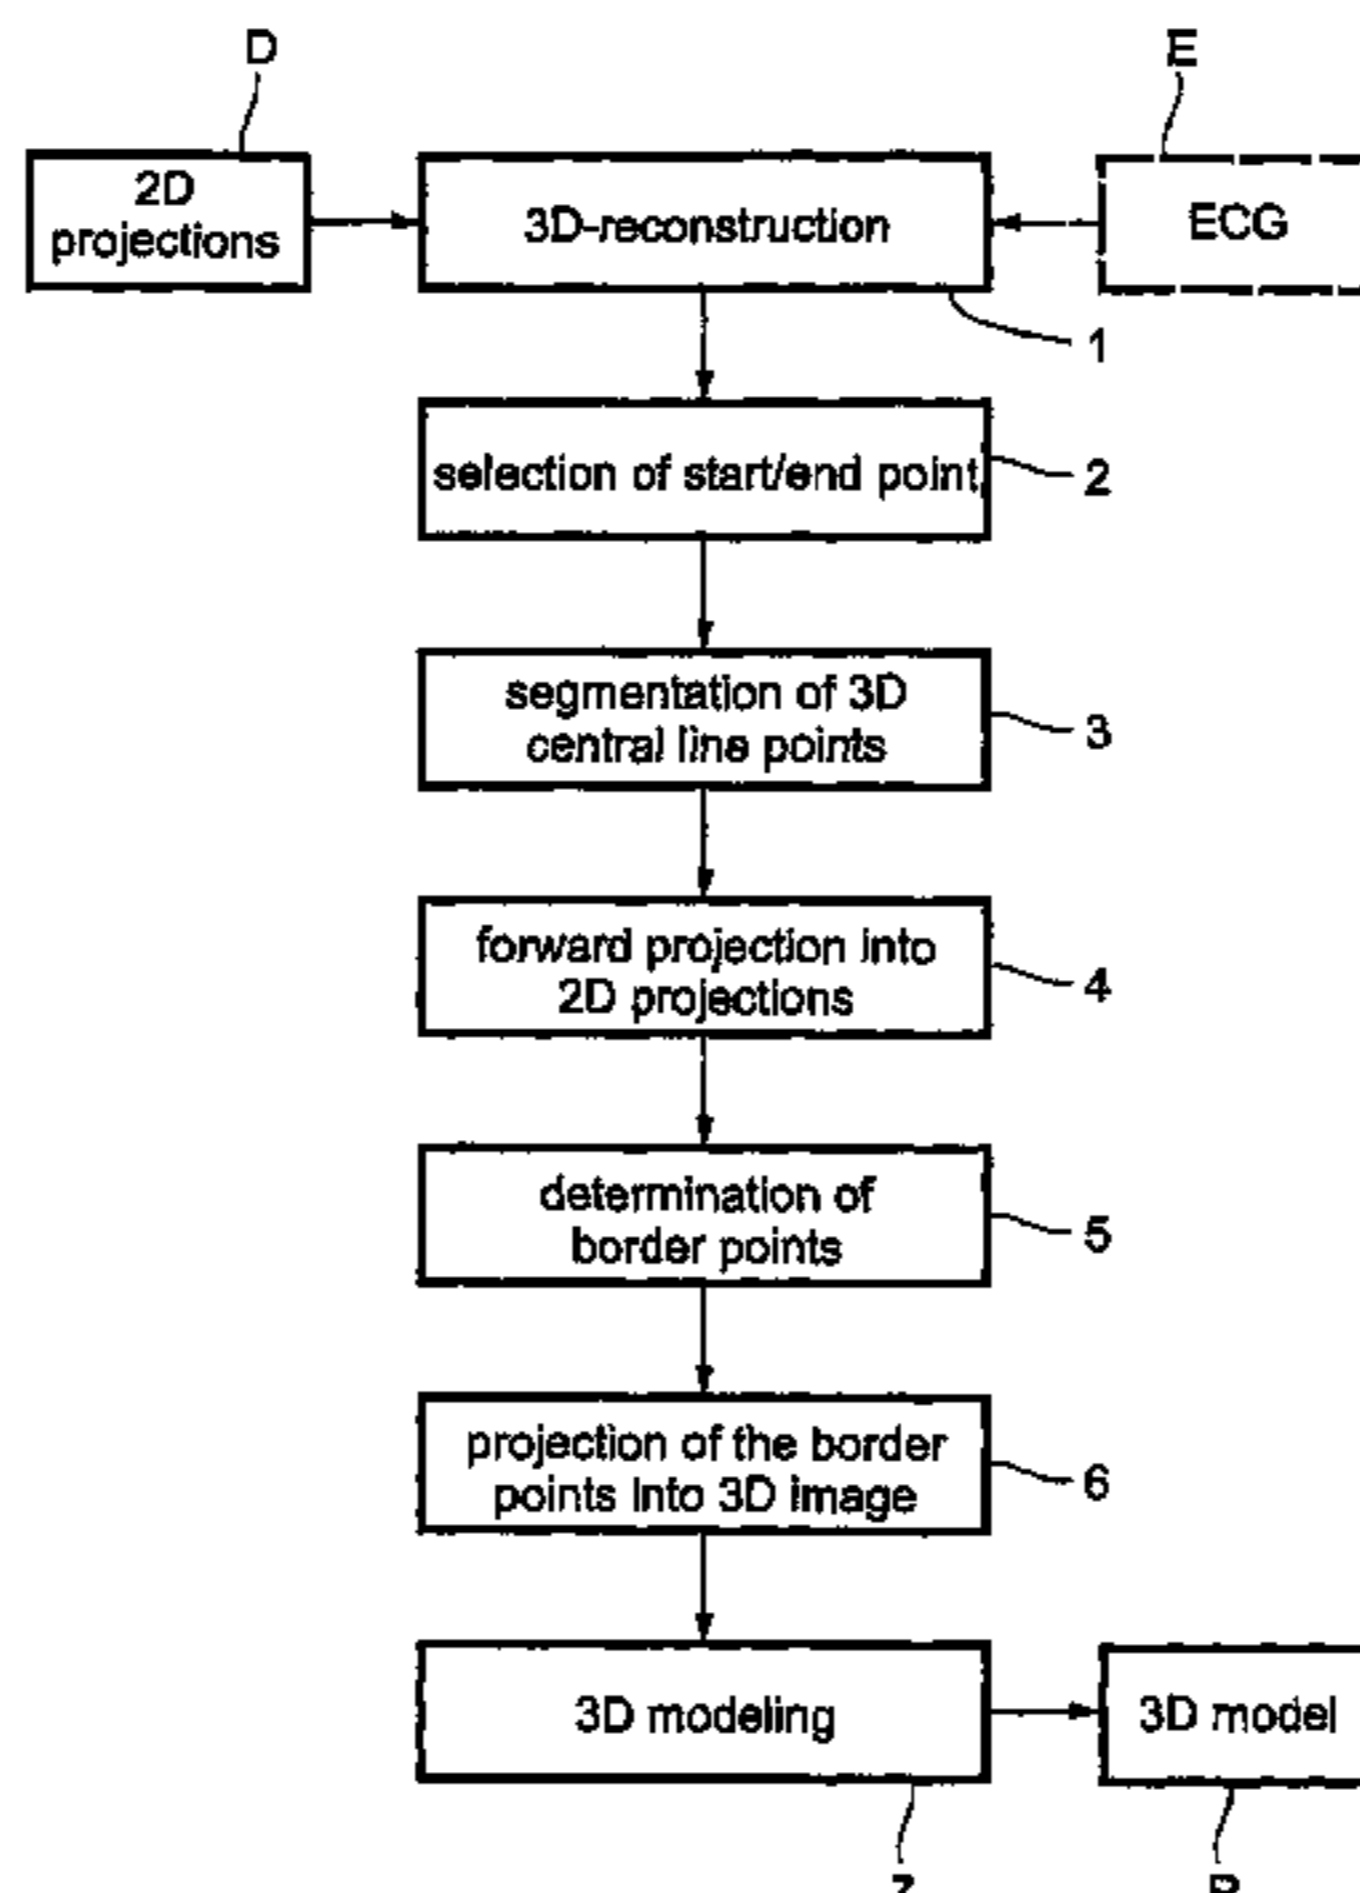 D
E
2D
projections
3D-reconstruction
ECG
1
selection of start/end point
2
segmentation of 3D
central line points
3
forward projection into
2D projections
4
determination of
border points
5
projection of the border
points into 3D image
6
3D modeling
3D model